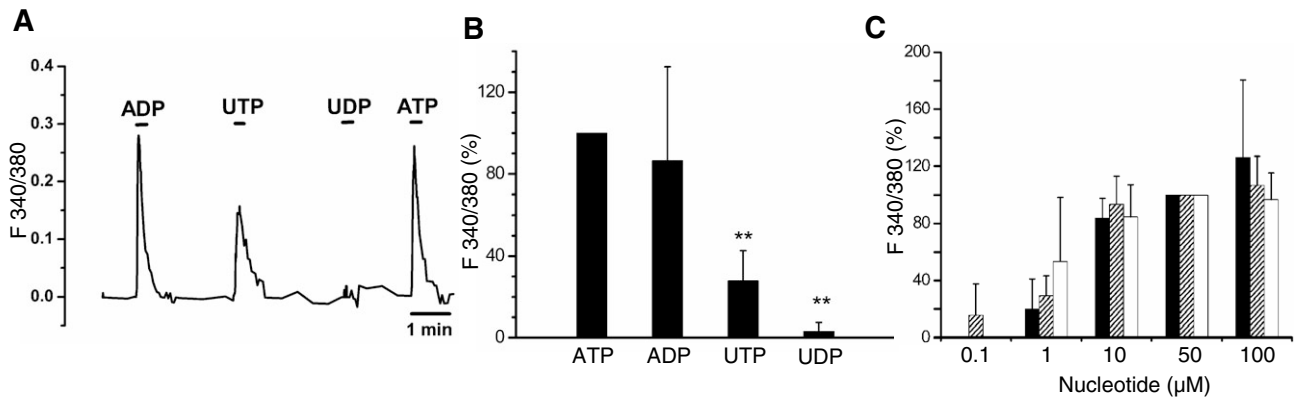 A
B
C
0.4
0.3
0.2
0.1
0.0
F 340/380
ADP
UTP
UDP
ATP
1 min
120
80
40
0
F 340/380 (%)
**
**
ATP
ADP
UTP
UDP
200
160
120
80
40
0
F 340/380 (%)
0.1
1
10
50
100
Nucleotide (µM)